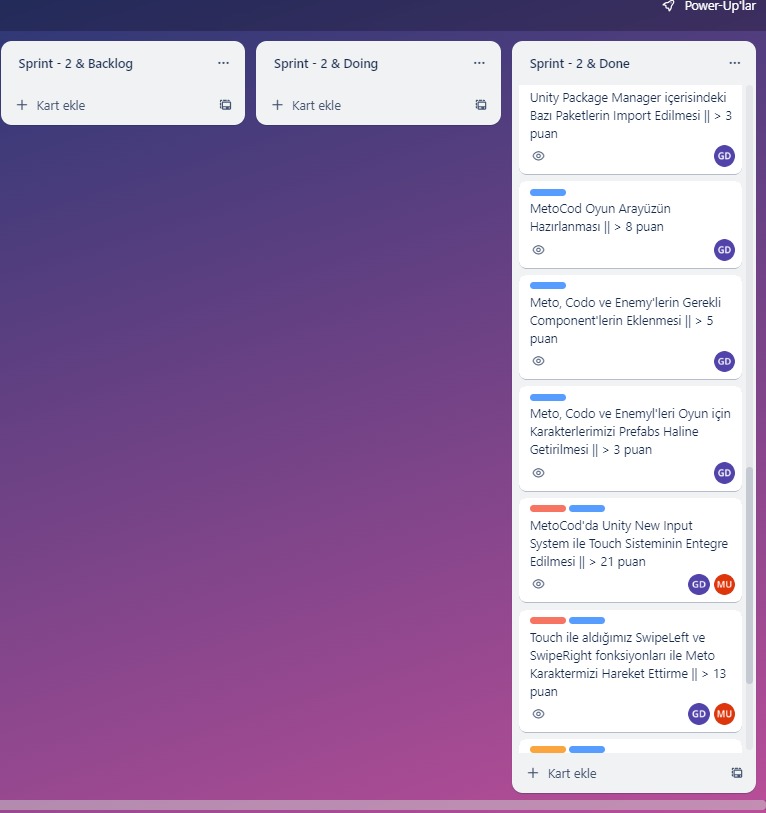 Power-Up'lar
Sprint - 2 & Backlog
Kart ekle
Sprint - 2 & Doing
Kart ekle
Sprint - 2 & Done
Unity Package Manager içerisindeki
Bazı Paketlerin Import Edilmesi || > 3
puan
GD
MetoCod Oyun Arayüzün
Hazırlanması || > 8 puan
GD
Meto, Codo ve Enemy'lerin Gerekli
Component'lerin Eklenmesi || > 5
puan
GD
Meto, Codo ve Enemyl'leri Oyun için
Karakterlerimizi Prefabs Haline
Getirilmesi || > 3 puan
GD
MetoCod'da Unity New Input
System ile Touch Sisteminin Entegre
Edilmesi || > 21 puan
GD MU
Touch ile aldığımız SwipeLeft ve
SwipeRight fonksiyonları ile Meto
Karaktermizi Hareket Ettirme || > 13
puan
GD MU
Kart ekle